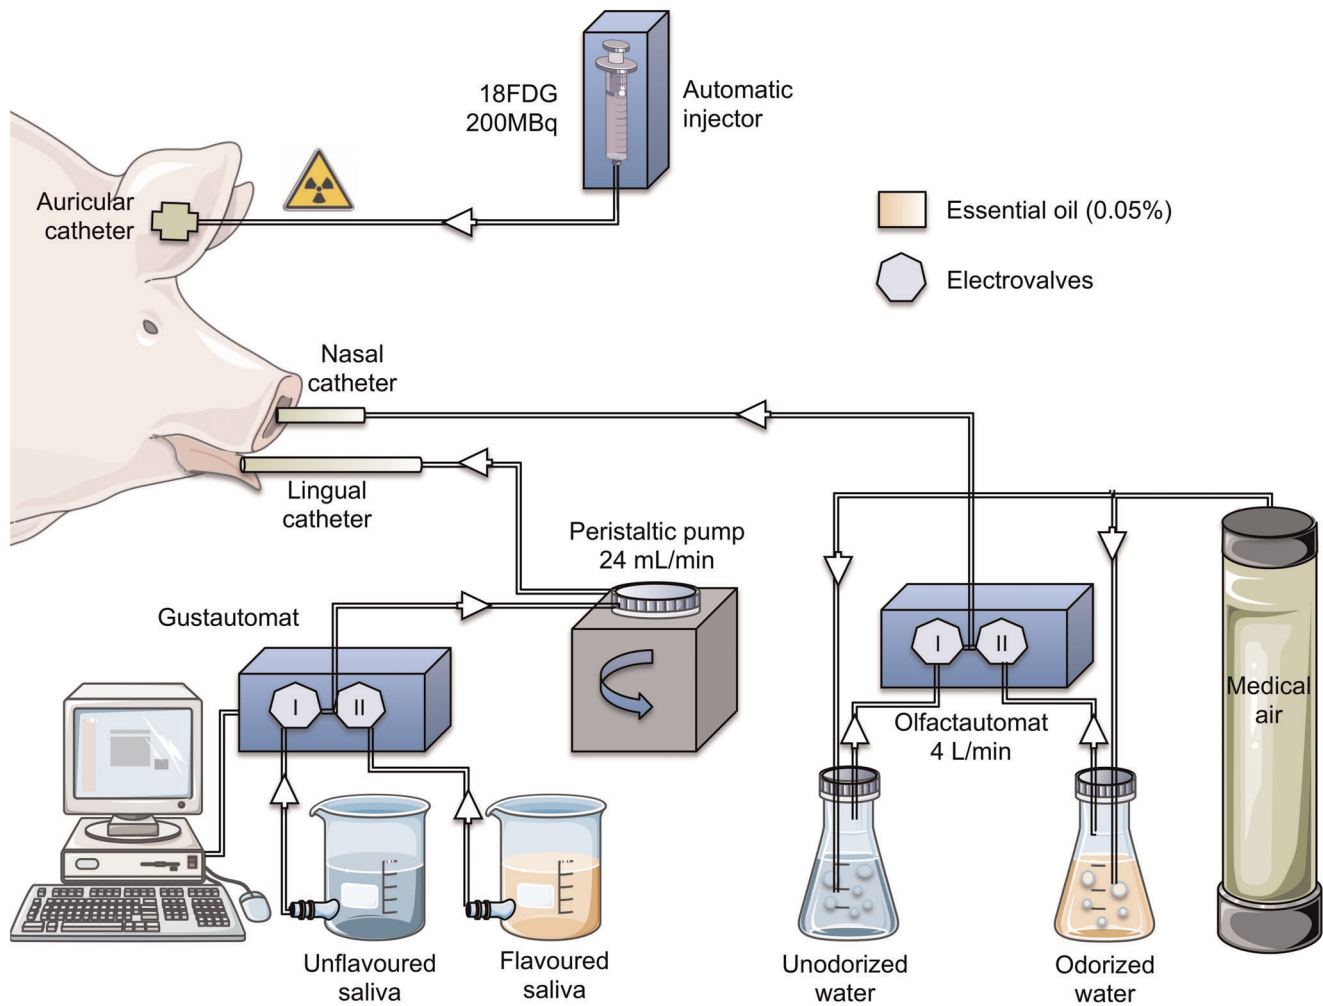 18FDG
200MBq
Automatic
injector
Auricular
catheter
Essential oil (0.05%)
Electrovalves
Nasal
catheter
Lingual
catheter
Peristaltic pump
24 mL/min
Gustautomat
I
II
I
II
Olfactautomat
4 L/min
Medical
air
Unflavoured
saliva
Flavoured
saliva
Unodorized
water
Odorized
water